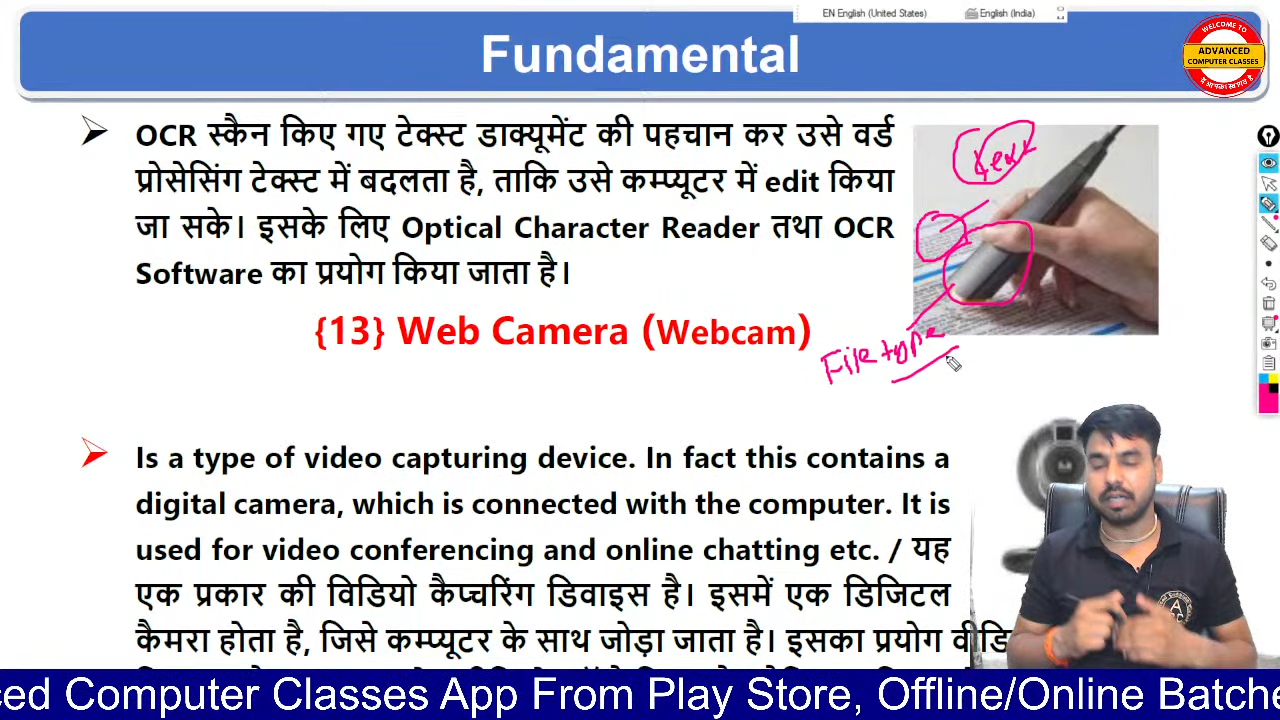 EN English (United States)
English (India)
Fundamental
WELCOME TO
ADVANCED
COMPUTER CLASSES
OCR स्कैन किए गए टेक्स्ट डाक्यूमेंट की पहचान कर उसे वर्ड
प्रोसेसिंग टेक्स्ट में बदलता है, ताकि उसे कम्प्यूटर में edit किया
जा सके। इसके लिए Optical Character Reader तथा OCR
Software का प्रयोग किया जाता है।
text
File type
{13} Web Camera (Webcam)
Is a type of video capturing device. In fact this contains a
digital camera, which is connected with the computer. It is
used for video conferencing and online chatting etc. / यह
एक प्रकार की विडियो कैप्चरिंग डिवाइस है। इसमें एक डिजिटल
कैमरा होता है, जिसे कम्प्यूटर के साथ जोड़ा जाता है। इसका प्रयोग वीडि
ced Computer Classes App From Play Store, Offline/Online Batche